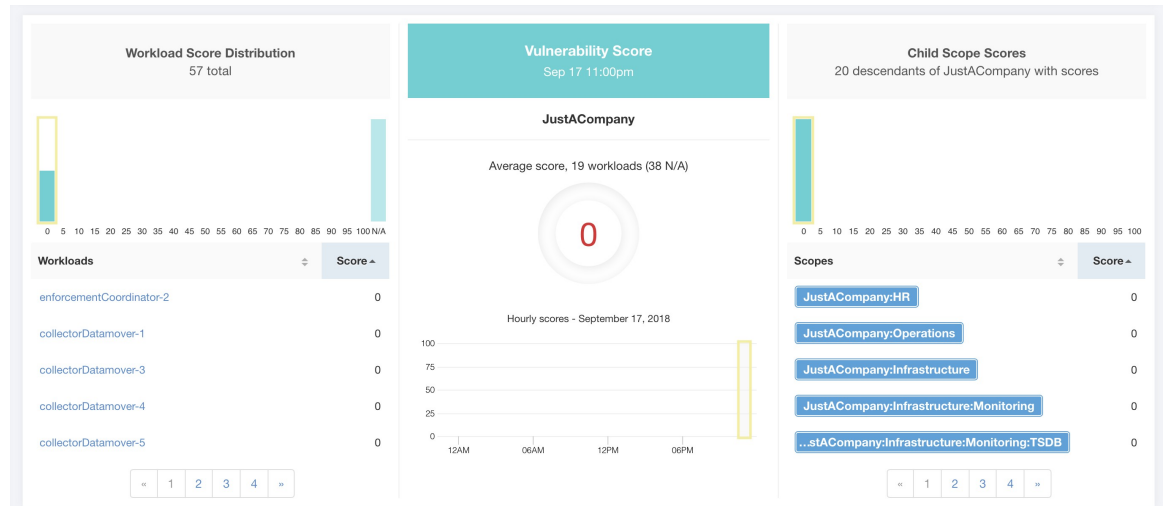 Workload Score Distribution
57 total
0 5 10 15 20 25 30 35 40 45 50 55 60 65 70 75 80 85 90 95 100 N/A
Workloads Score
enforcementCoordinator-2 0
collectorDatamover-1 0
collectorDatamover-3 0
collectorDatamover-4 0
collectorDatamover-5 0
« 1 2 3 4 »
Vulnerability Score
Sep 17 11:00pm
JustACompany
Average score, 19 workloads (38 N/A)
0
Hourly scores - September 17, 2018
100
75
50
25
0
12AM 06AM 12PM 06PM
Child Scope Scores
20 descendants of JustACompany with scores
0 5 10 15 20 25 30 35 40 45 50 55 60 65 70 75 80 85 90 95 100
Scopes Score
JustACompany:HR 0
JustACompany:Operations 0
JustACompany:Infrastructure 0
JustACompany:Infrastructure:Monitoring 0
...stACompany:Infrastructure:Monitoring:TSDB 0
« 1 2 3 4 »